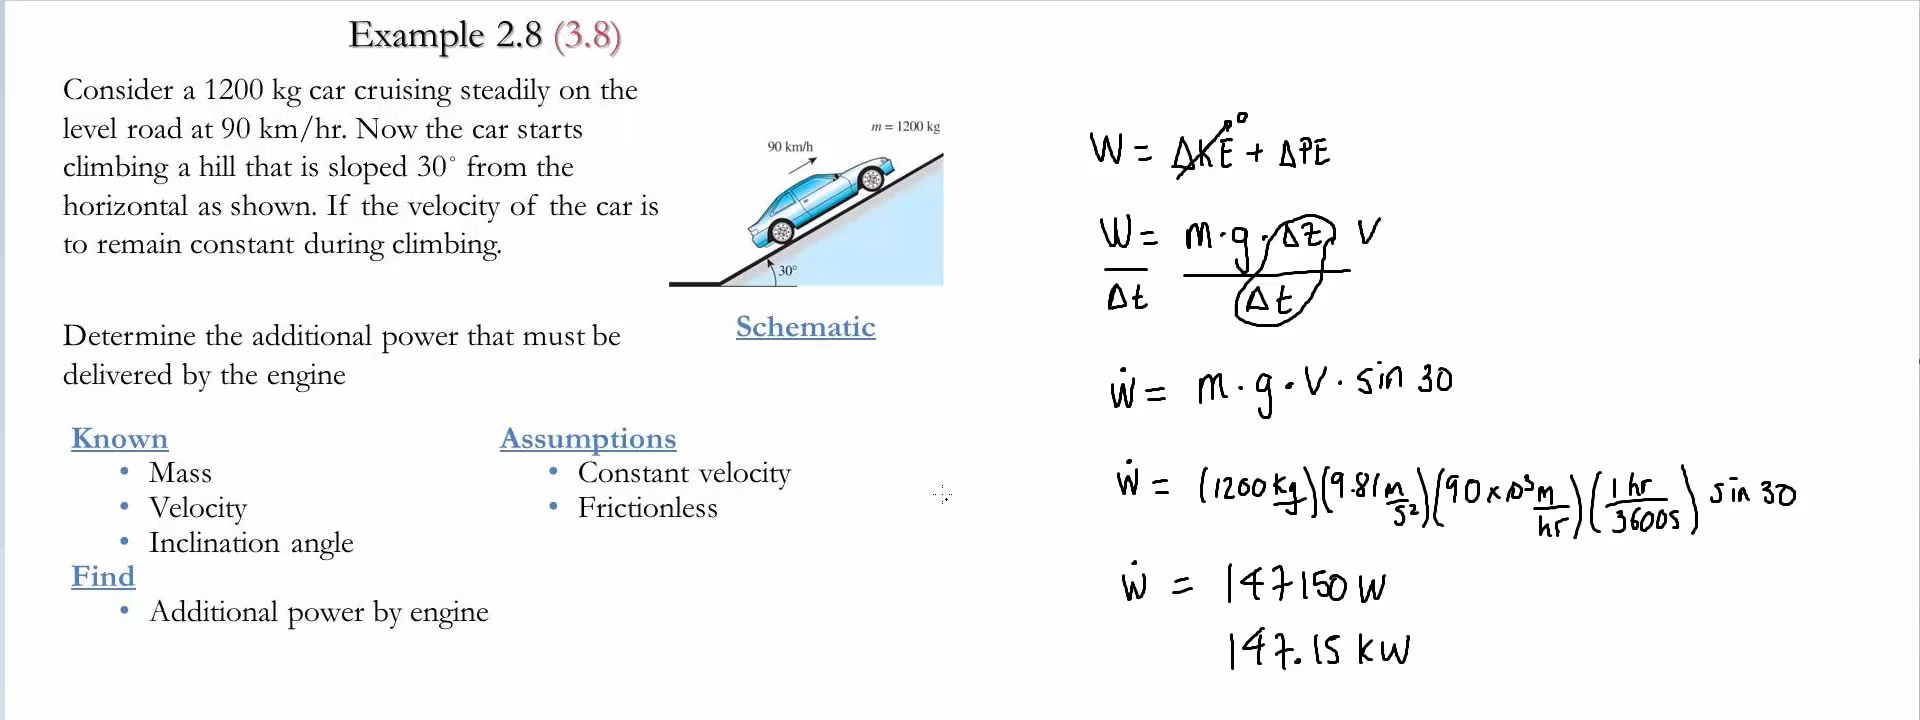 Example 2.8 (3.8)
Consider a 1200 kg car cruising steadily on the
level road at 90 km/hr. Now the car starts
climbing a hill that is sloped 30° from the
horizontal as shown. If the velocity of the car is
to remain constant during climbing.
Determine the additional power that must be
delivered by the engine
m = 1200 kg
90 km/h
30°
Schematic
Known
• Mass
• Velocity
• Inclination angle
Find
• Additional power by engine
Assumptions
• Constant velocity
• Frictionless
W = ΔKE⁰ + ΔPE
W/Δt = m·g·Δz/Δt V
Ẇ = m·g·V·sin 30
Ẇ = (1200 kg)(9.81 m/s²)(90×10³ m/hr)(1 hr/3600s) sin 30
Ẇ = 147150 W
147.15 kW